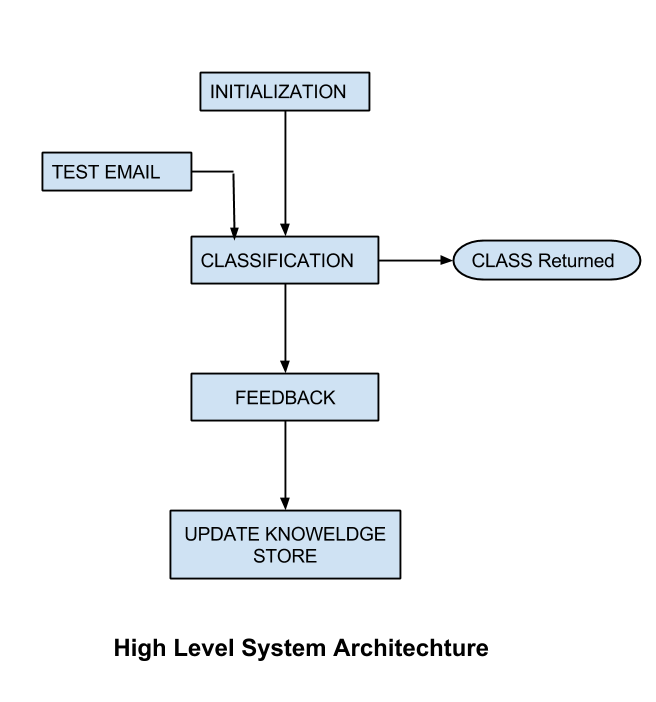 INITIALIZATION
TEST EMAIL
CLASSIFICATION
CLASS Returned
FEEDBACK
UPDATE KNOWELDGE
STORE
High Level System Architechture